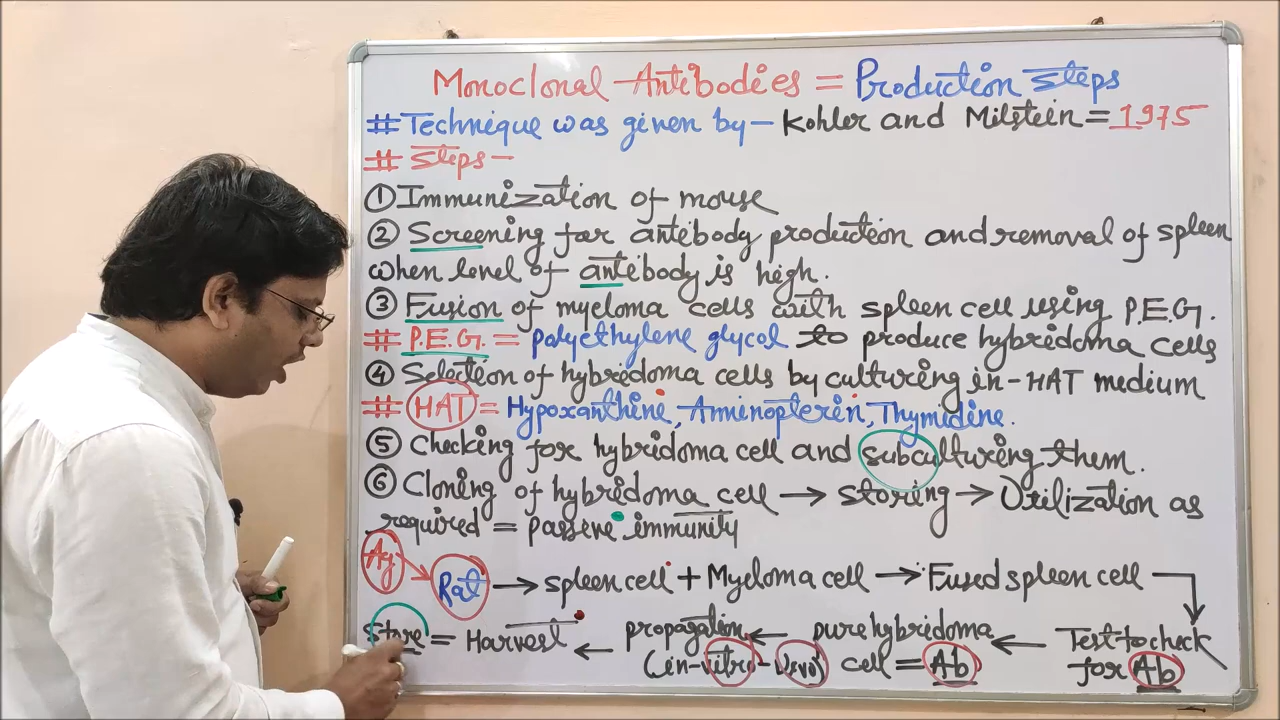 Monoclonal Antibodies = Production Steps
# Technique was given by - Kohler and Milstein = 1975
# Steps -
① Immunization of mouse
② Screening for antibody production and removal of spleen
when level of antibody is high.
③ Fusion of myeloma cells with spleen cell using P.E.G.
# P.E.G. = polyethylene glycol to produce hybridoma cells
④ Selection of hybridoma cells by culturing in - HAT medium
# HAT = Hypoxanthine, Aminopterin, Thymidine.
⑤ Checking for hybridoma cell and subculturing them.
⑥ Cloning of hybridoma cell → storing → Utilization as
required = passive immunity
Ag → Rat → spleen cell + Myeloma cell → Fused spleen cell
Store = Harvest ← propagation ← pure hybridoma ← Test to check
(in-vitro-vivo) cell = Ab for Ab